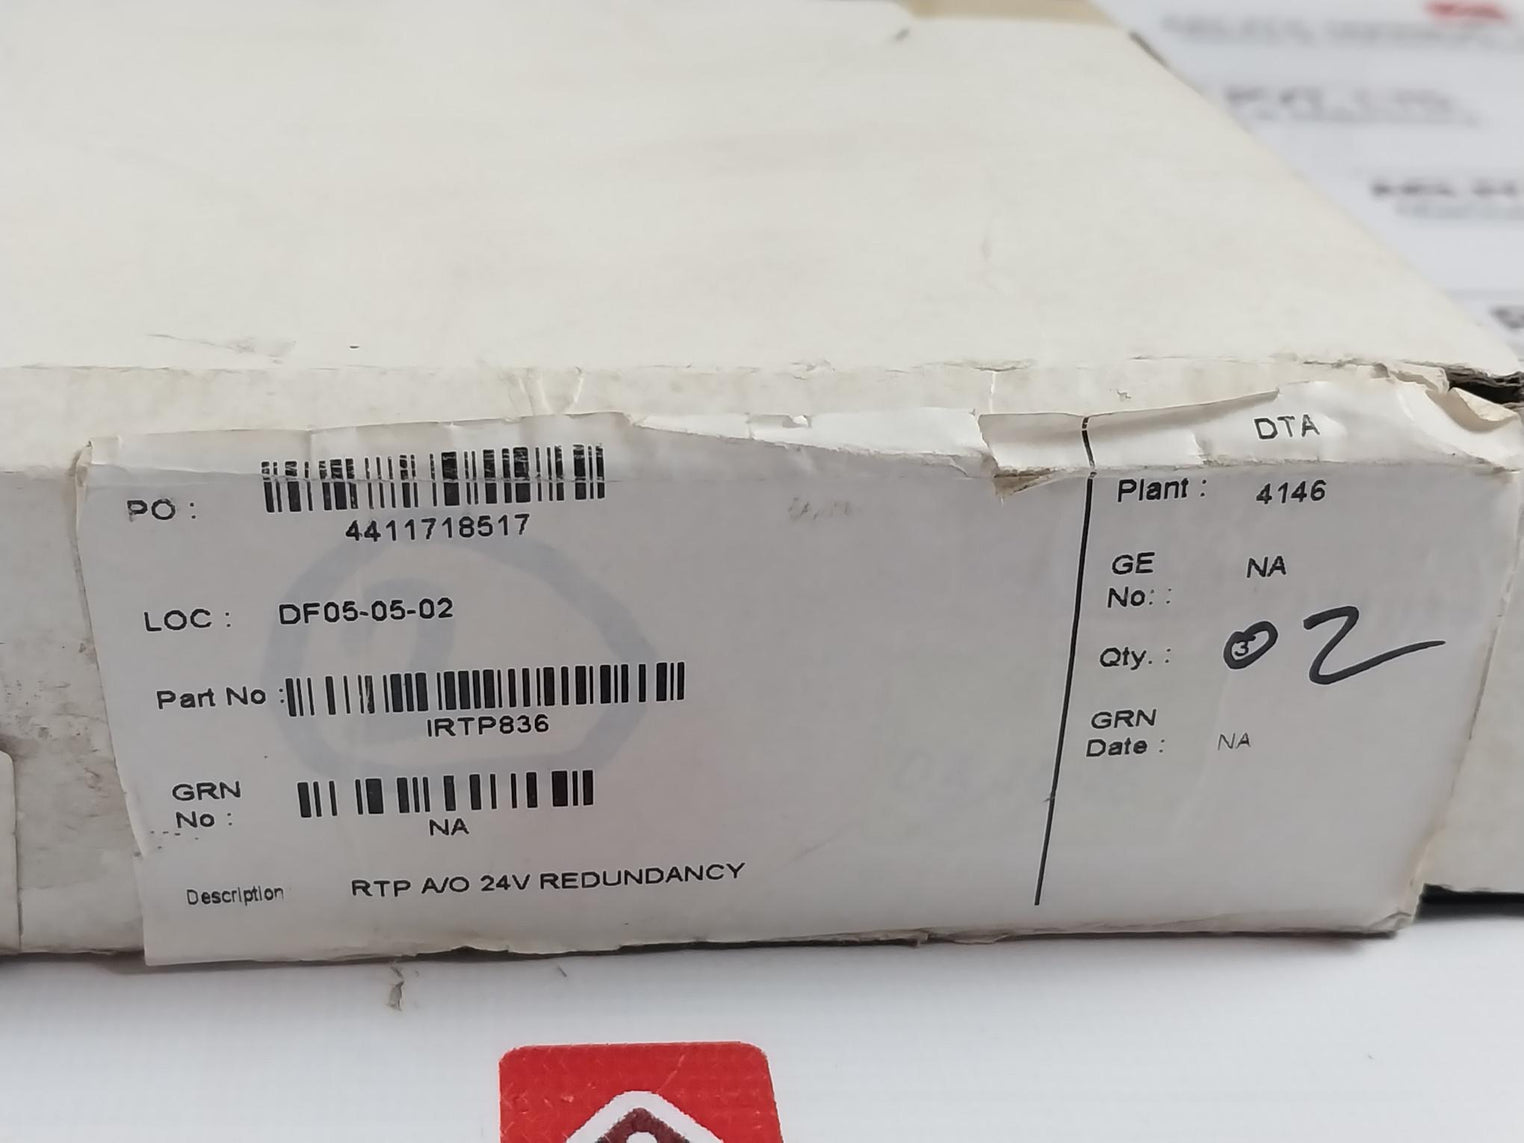 PO : 4411718517
LOC : DF05-05-02
Part No : IRTP836
GRN No : NA
Description RTP A/O 24V REDUNDANCY
DTA
Plant : 4146
GE No: : NA
Qty. : 3 02
GRN Date : NA